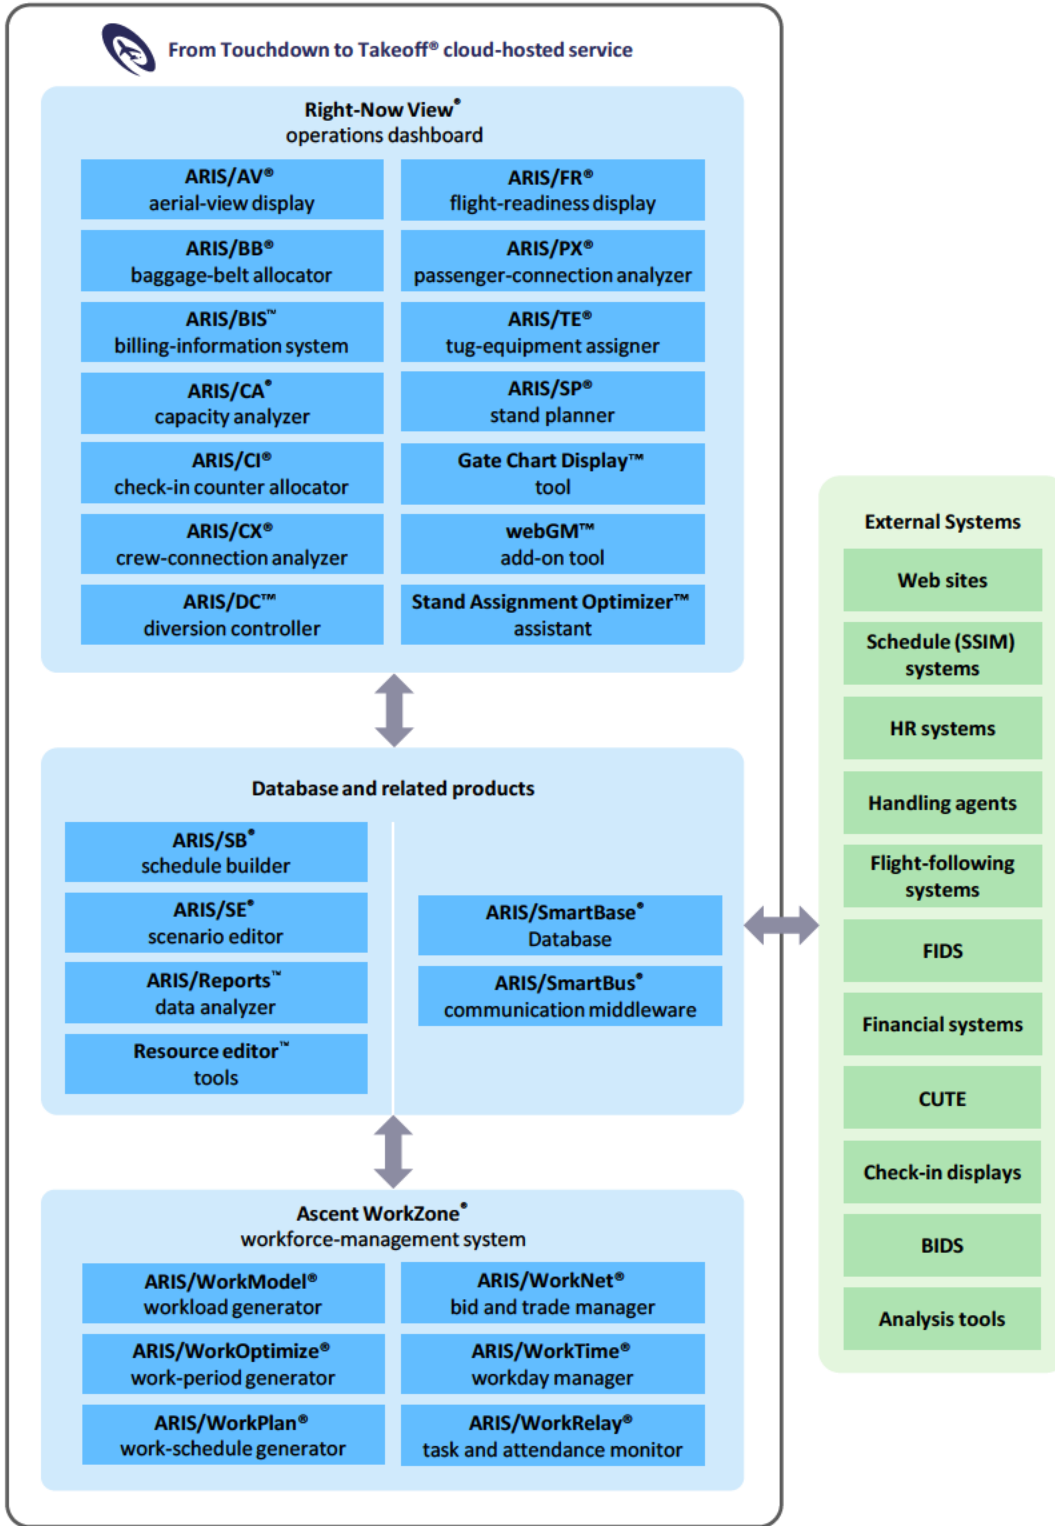 From Touchdown to Takeoff® cloud-hosted service
Right-Now View®
operations dashboard
ARIS/AV®
aerial-view display
ARIS/FR®
flight-readiness display
ARIS/BB®
baggage-belt allocator
ARIS/PX®
passenger-connection analyzer
ARIS/BIS™
billing-information system
ARIS/TE®
tug-equipment assigner
ARIS/CA®
capacity analyzer
ARIS/SP®
stand planner
ARIS/CI®
check-in counter allocator
Gate Chart Display™
tool
ARIS/CX®
crew-connection analyzer
webGM™
add-on tool
ARIS/DC™
diversion controller
Stand Assignment Optimizer™
assistant
Database and related products
ARIS/SB®
schedule builder
ARIS/SE®
scenario editor
ARIS/Reports™
data analyzer
Resource editor™
tools
ARIS/SmartBase®
Database
ARIS/SmartBus®
communication middleware
Ascent WorkZone®
workforce-management system
ARIS/WorkModel®
workload generator
ARIS/WorkNet®
bid and trade manager
ARIS/WorkOptimize®
work-period generator
ARIS/WorkTime®
workday manager
ARIS/WorkPlan®
work-schedule generator
ARIS/WorkRelay®
task and attendance monitor
External Systems
Web sites
Schedule (SSIM)
systems
HR systems
Handling agents
Flight-following
systems
FIDS
Financial systems
CUTE
Check-in displays
BIDS
Analysis tools